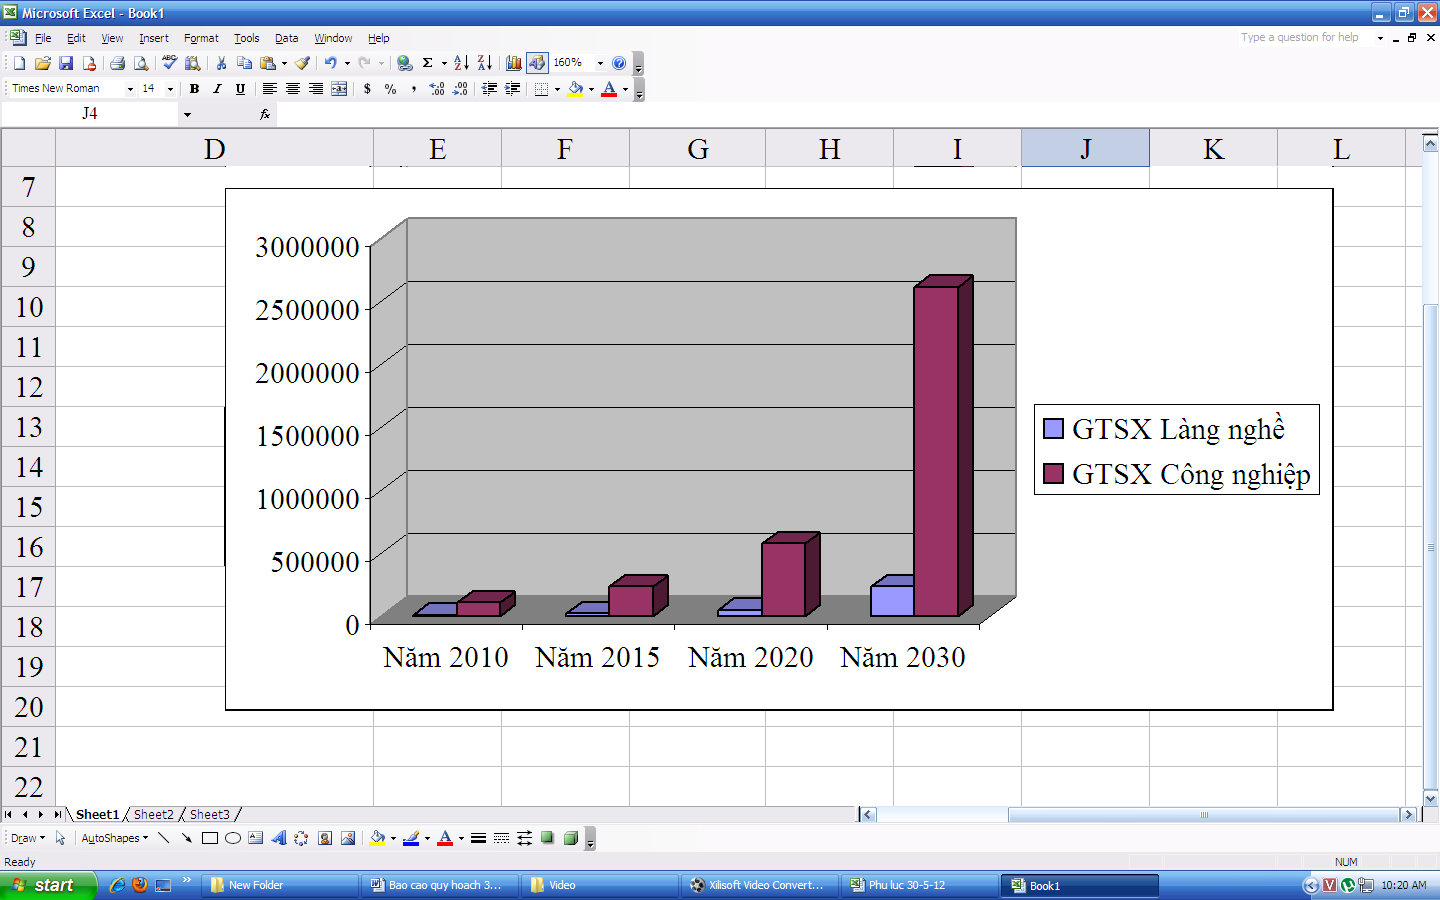 Microsoft Excel - Book1
File Edit View Insert Format Tools Data Window Help
Type a question for help
160%
Times New Roman 14 B I U $ % ,
J4 fx
D E F G H I J K L
7
8
9
10
11
12
13
14
15
16
17
18
19
20
21
22
3000000
2500000
2000000
1500000
1000000
500000
0
Năm 2010 Năm 2015 Năm 2020 Năm 2030
GTSX Làng nghề
GTSX Công nghiệp
Sheet1 Sheet2 Sheet3
Draw AutoShapes
Ready NUM
start New Folder Bao cao quy hoach 3... Video Xilisoft Video Convert... Phu luc 30-5-12 Book1 10:20 AM